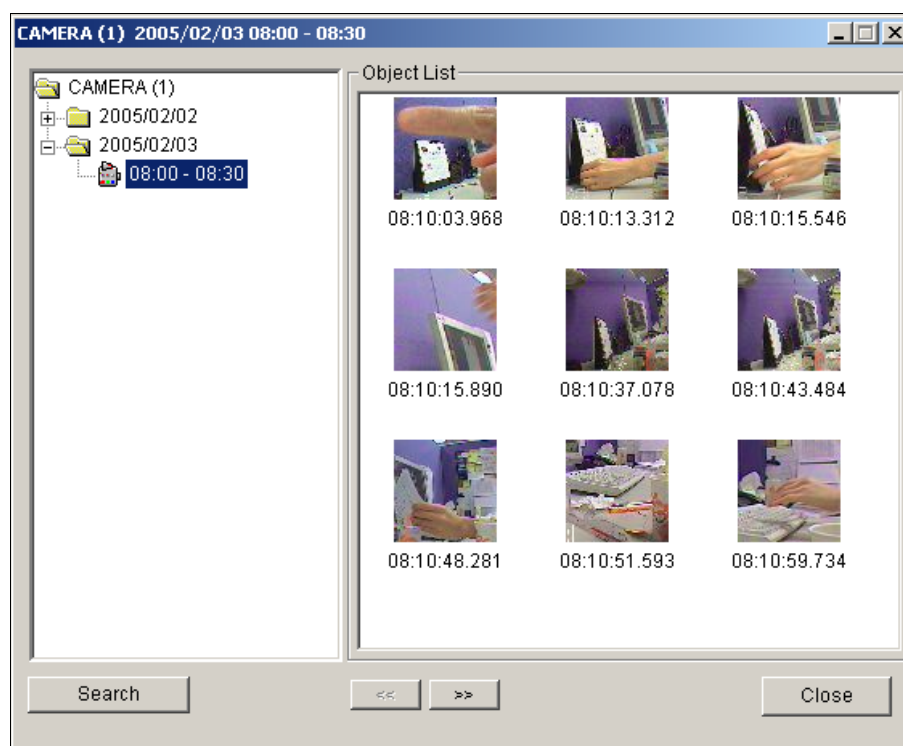 CAMERA (1) 2005/02/03 08:00 - 08:30
CAMERA (1)
2005/02/02
2005/02/03
08:00 - 08:30
Object List
08:10:03.968 08:10:13.312 08:10:15.546
08:10:15.890 08:10:37.078 08:10:43.484
08:10:48.281 08:10:51.593 08:10:59.734
Search << >> Close